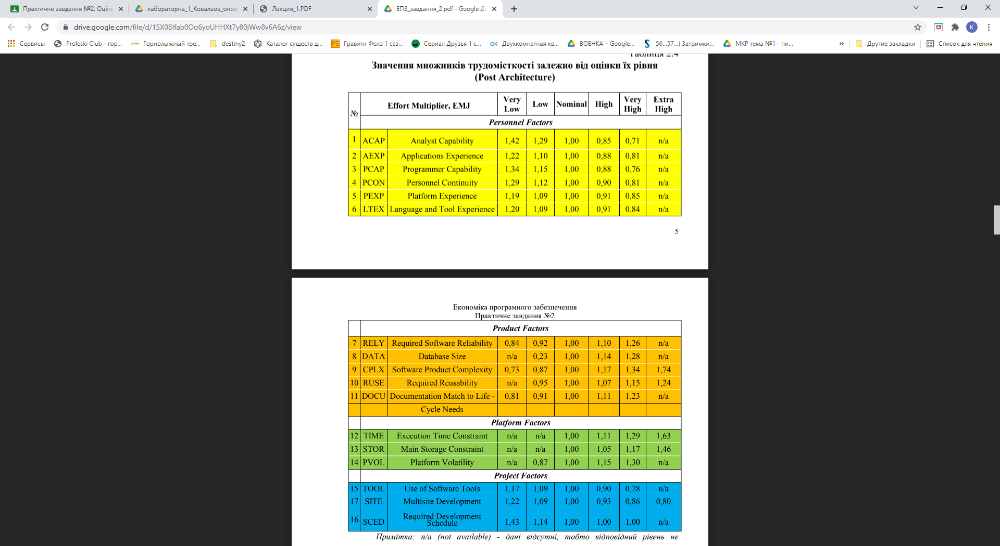 Практичне завдання №2. Оцінк
лабораторна_1_Ковальов_онов
Лекция_1.PDF
ЕПЗ_завдання_2.pdf - Google Ди
drive.google.com/file/d/1SX08Ifab0Oo6yoUHHXt7y80jWw8v6A6z/view
K
Сервисы
Proleski Club - гор...
Горнолыжный тре...
destiny2
Каталог существ д...
FS Гравити Фолз 1 сез...
Сериал Друзья 1 с...
OK Двухкомнатная кв...
ВОЕНКА – Google...
S 56...57...) Затримки...
МКР тема №1 - пи...
»
Другие закладки
Список для чтения
Таблиця 2.4
Значення множників трудомісткості залежно від оцінки їх рівня
(Post Architecture)
№ Effort Multiplier, EMJ Very Low Low Nominal High Very High Extra High
Personnel Factors
1 ACAP Analyst Capability 1,42 1,29 1,00 0,85 0,71 n/a
2 AEXP Applications Experience 1,22 1,10 1,00 0,88 0,81 n/a
3 PCAP Programmer Capability 1,34 1,15 1,00 0,88 0,76 n/a
4 PCON Personnel Continuity 1,29 1,12 1,00 0,90 0,81 n/a
5 PEXP Platform Experience 1,19 1,09 1,00 0,91 0,85 n/a
6 LTEX Language and Tool Experience 1,20 1,09 1,00 0,91 0,84 n/a
5
Економіка програмного забезпечення
Практичне завдання №2
Product Factors
7 RELY Required Software Reliability 0,84 0,92 1,00 1,10 1,26 n/a
8 DATA Database Size n/a 0,23 1,00 1,14 1,28 n/a
9 CPLX Software Product Complexity 0,73 0,87 1,00 1,17 1,34 1,74
10 RUSE Required Reusability n/a 0,95 1,00 1,07 1,15 1,24
11 DOCU Documentation Match to Life - 0,81 0,91 1,00 1,11 1,23 n/a
Cycle Needs
Platform Factors
12 TIME Execution Time Constraint n/a n/a 1,00 1,11 1,29 1,63
13 STOR Main Storage Constraint n/a n/a 1,00 1,05 1,17 1,46
14 PVOL Platform Volatility n/a 0,87 1,00 1,15 1,30 n/a
Project Factors
15 TOOL Use of Software Tools 1,17 1,09 1,00 0,90 0,78 n/a
17 SITE Multisite Development 1,22 1,09 1,00 0,93 0,86 0,80
16 SCED Required Development Schedule 1,43 1,14 1,00 1,00 1,00 n/a
Примітка: n/a (not available) - дані відсутні, тобто відповідний рівень не